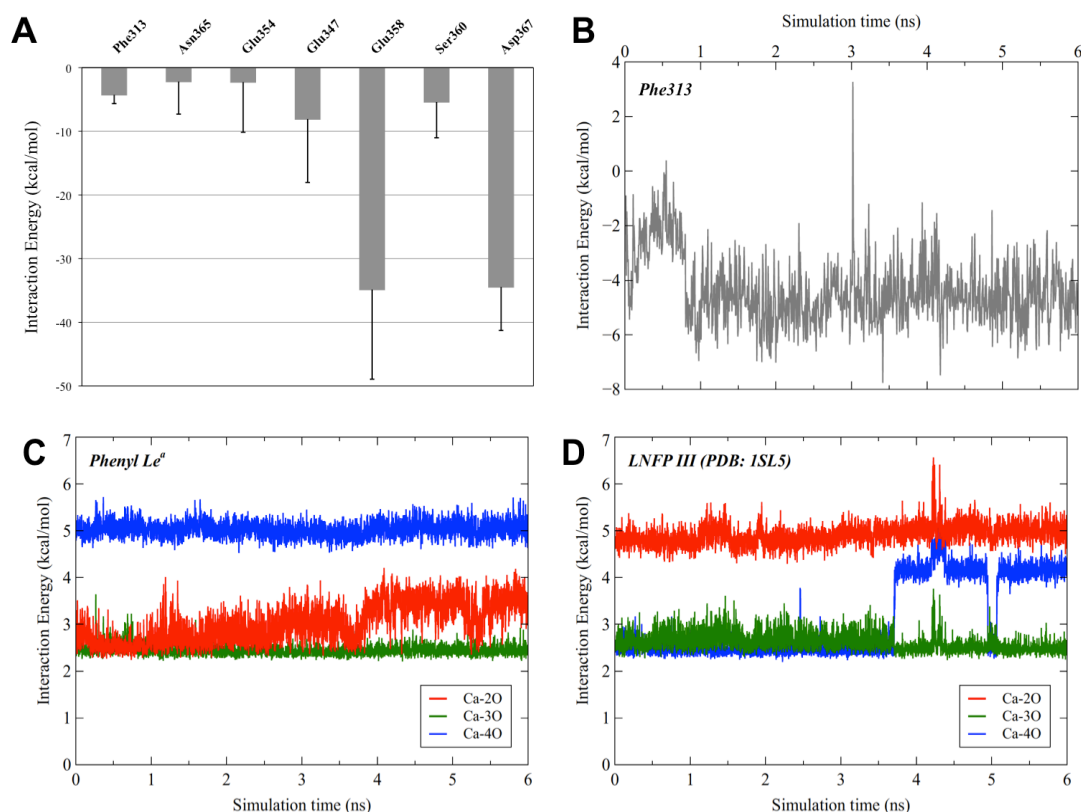 A
Phe313
Asn365
Glu354
Glu347
Glu358
Ser360
Asp367
Interaction Energy (kcal/mol)
0
-10
-20
-30
-40
-50
B
Simulation time (ns)
0 1 2 3 4 5 6
Interaction Energy (kcal/mol)
4
2
0
−2
−4
−6
−8
Phe313
C
Interaction Energy (kcal/mol)
7
6
5
4
3
2
1
0
Phenyl Leᵃ
Ca-2O
Ca-3O
Ca-4O
0 1 2 3 4 5 6
Simulation time (ns)
D
Interaction Energy (kcal/mol)
7
6
5
4
3
2
1
0
LNFP III (PDB: 1SL5)
Ca-2O
Ca-3O
Ca-4O
0 1 2 3 4 5 6
Simulation time (ns)